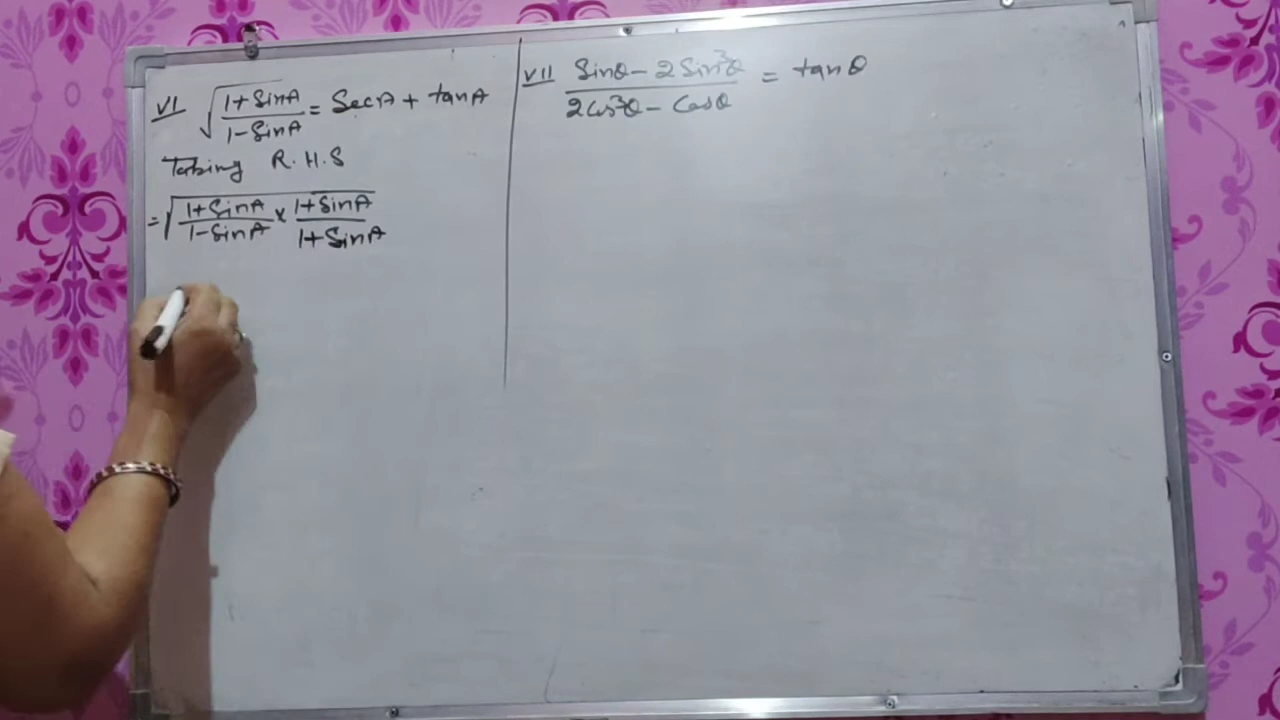 VI √(1+SinA/1-SinA) = SecA + tanA
Taking R.H.S
= √(1+SinA/1-SinA × 1+SinA/1+SinA)
VII Sinθ - 2Sin³θ / 2Cos³θ - Cosθ = tanθ